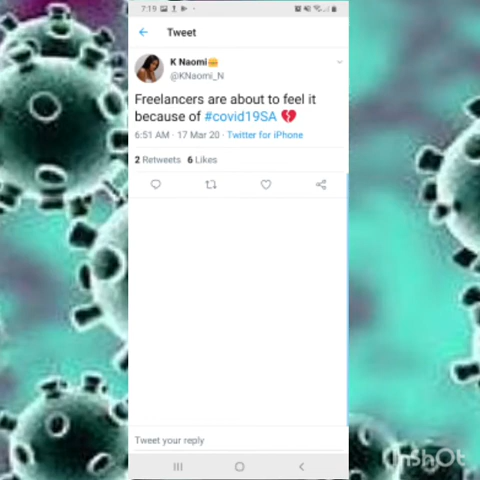 7:19
Tweet
K Naomi
@KNaomi_N
Freelancers are about to feel it
because of #covid19SA 💔
6:51 AM · 17 Mar 20 · Twitter for iPhone
2 Retweets 6 Likes
Tweet your reply
InShOt